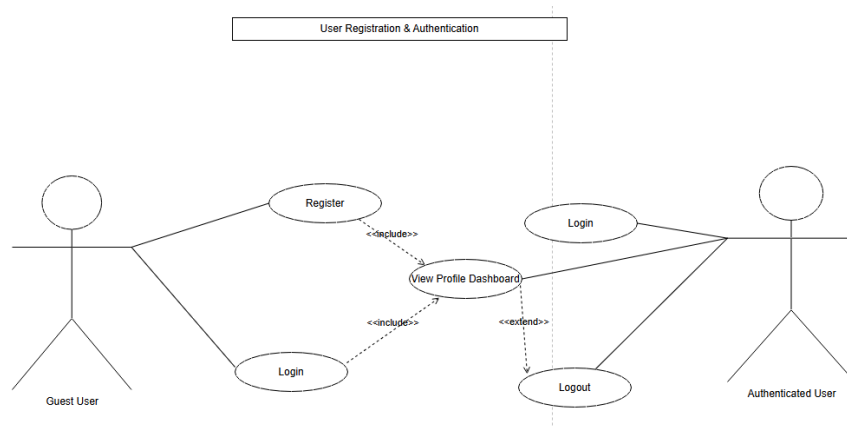 User Registration & Authentication
Register
Login
<<include>>
View Profile Dashboard
<<include>>
<<extend>>
Login
Logout
Guest User
Authenticated User